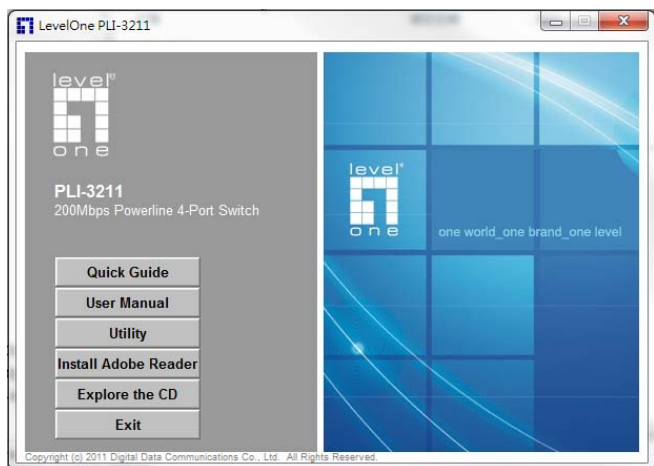 LevelOne PLI-3211
level®
one
PLI-3211
200Mbps Powerline 4-Port Switch
Quick Guide
User Manual
Utility
Install Adobe Reader
Explore the CD
Exit
level®
one
one world_one brand_one level
Copyright (c) 2011 Digital Data Communications Co., Ltd. All Rights Reserved.